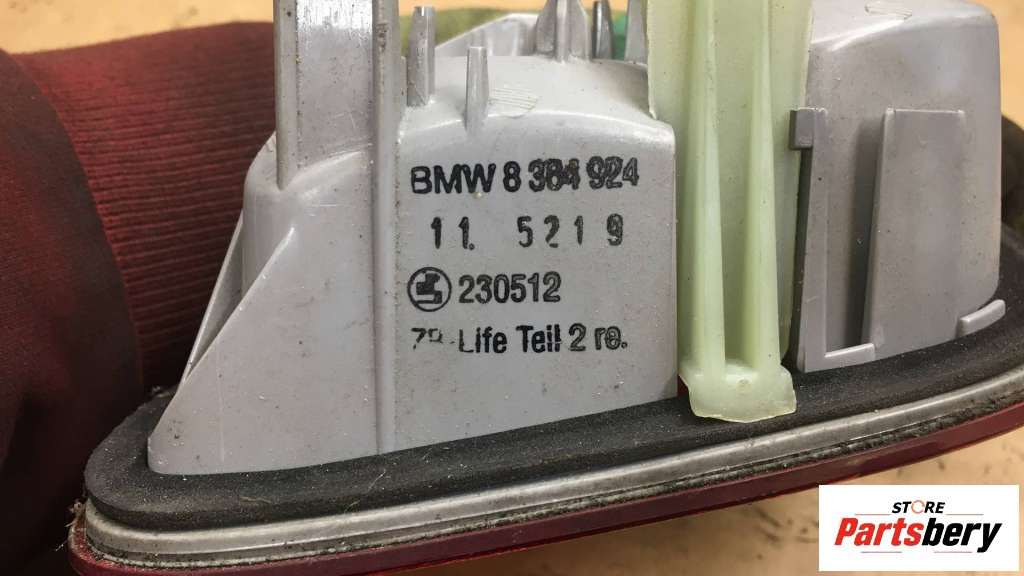 BMW 8 384 924
11. 5219
230512
Life Teil 2 re.
STORE
Partsbery